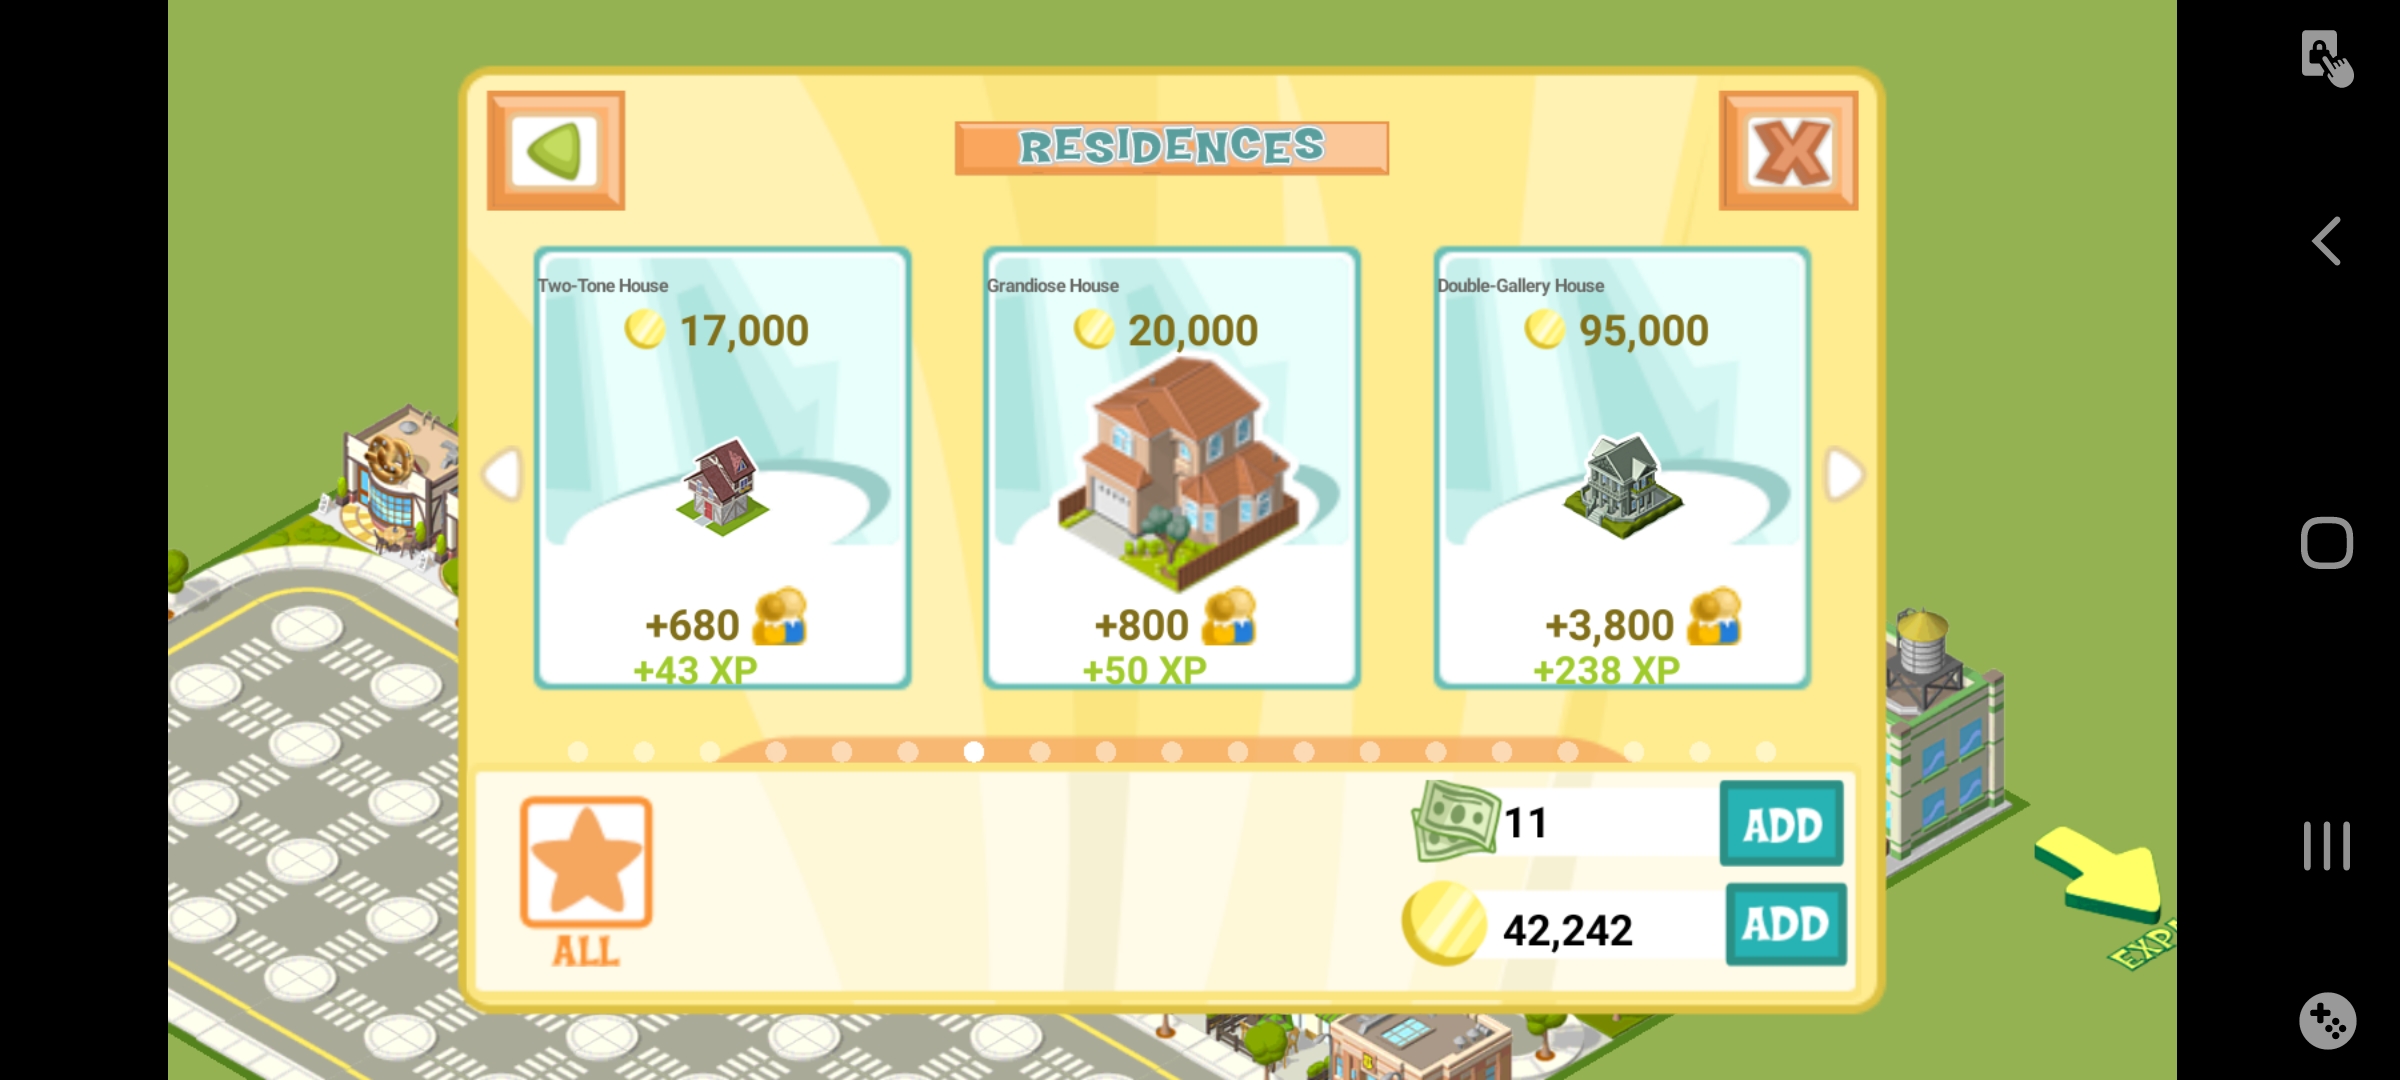 RESIDENCES
Two-Tone House
17,000
+680
+43 XP
Grandiose House
20,000
+800
+50 XP
Double-Gallery House
95,000
+3,800
+238 XP
ALL
11
ADD
42,242
ADD